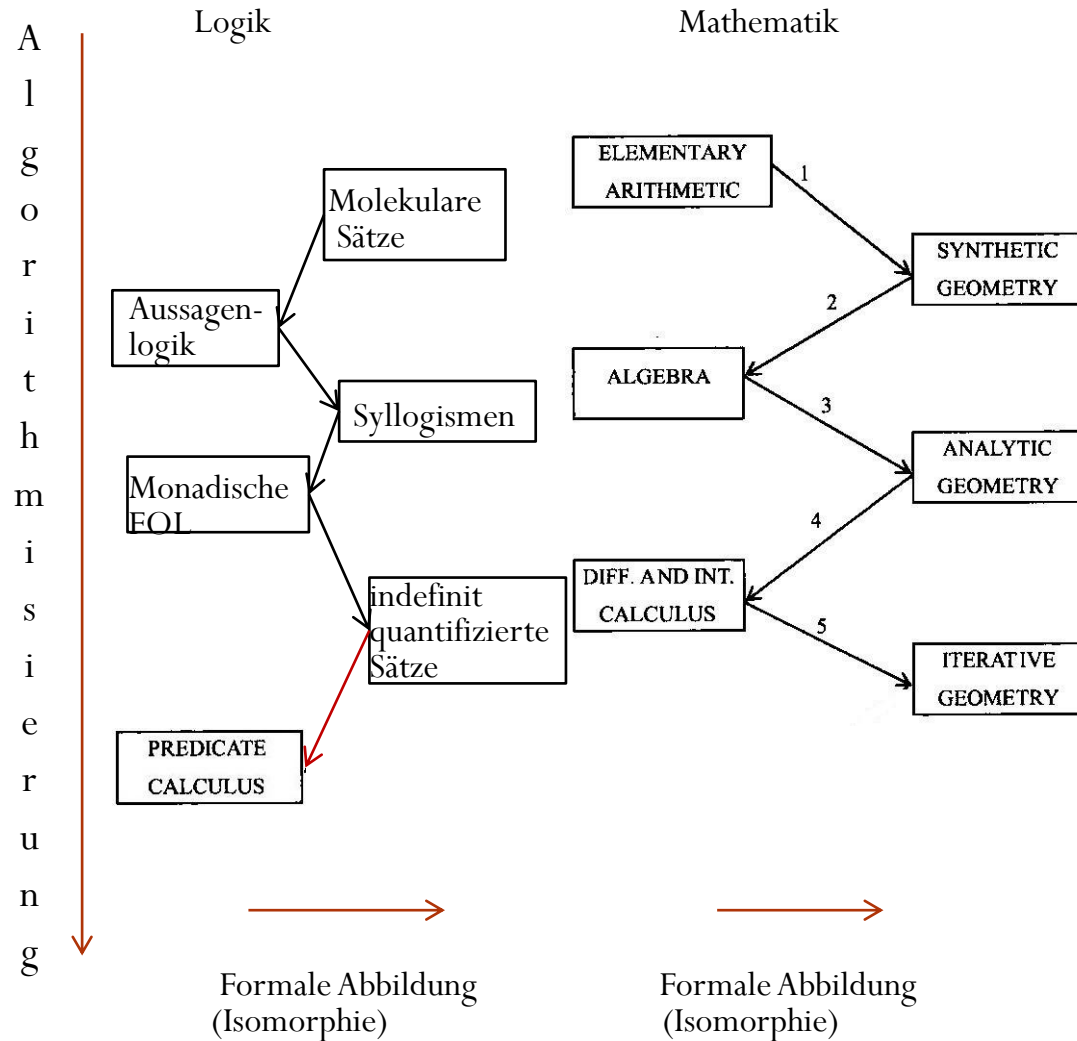 Logik
Mathematik
A
l
g
o
r
i
t
h
m
i
s
i
e
r
u
n
g
Molekulare
Sätze
Aussagen-
logik
Syllogismen
Monadische
FOL
indefinit
quantifizierte
Sätze
PREDICATE
CALCULUS
ELEMENTARY
ARITHMETIC
1
SYNTHETIC
GEOMETRY
2
ALGEBRA
3
ANALYTIC
GEOMETRY
4
DIFF. AND INT.
CALCULUS
5
ITERATIVE
GEOMETRY
Formale Abbildung
(Isomorphie)
Formale Abbildung
(Isomorphie)